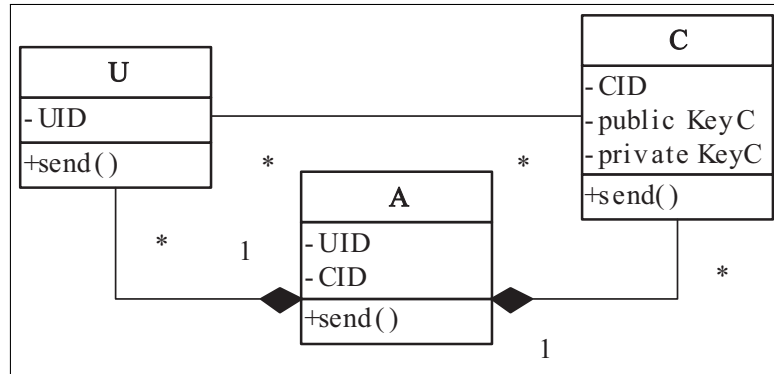 U
- UID
+send()
C
- CID
- public KeyC
- private KeyC
+send()
*
*
A
- UID
- CID
+send()
*
1
*
1